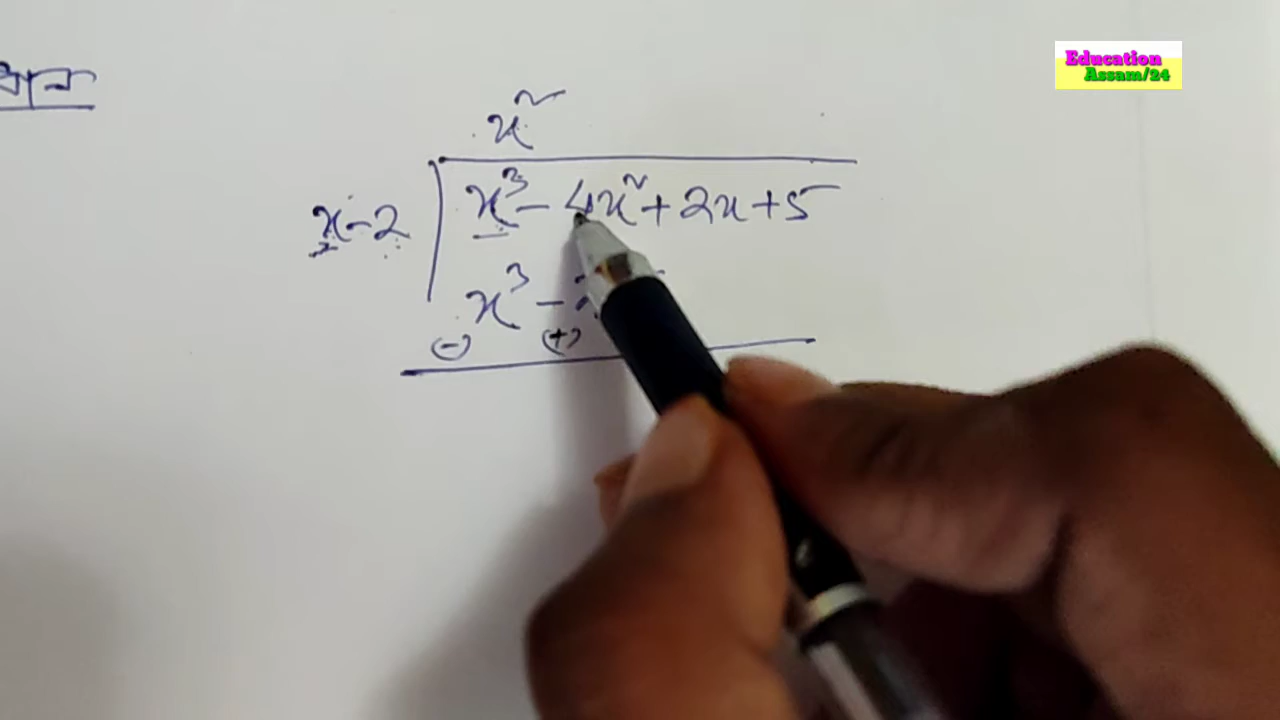 Education
Assam/24
x²
x-2 x³ - 4x² + 2x + 5
x³ -
(-) (+)